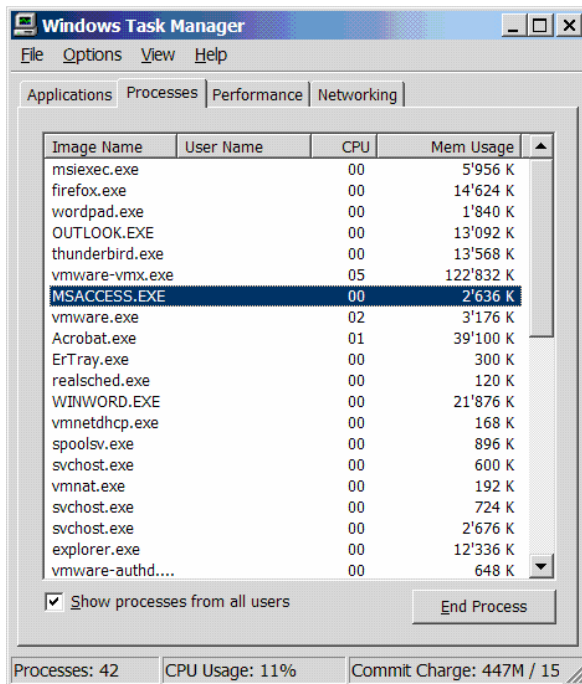 Windows Task Manager
File Options View Help
Applications Processes Performance Networking
Image Name User Name CPU Mem Usage
msiexec.exe 00 5'956 K
firefox.exe 00 14'624 K
wordpad.exe 00 1'840 K
OUTLOOK.EXE 00 13'092 K
thunderbird.exe 00 13'568 K
vmware-vmx.exe 05 122'832 K
MSACCESS.EXE 00 2'636 K
vmware.exe 02 3'176 K
Acrobat.exe 01 39'100 K
ErTray.exe 00 300 K
realsched.exe 00 120 K
WINWORD.EXE 00 21'876 K
vmnetdhcp.exe 00 168 K
spoolsv.exe 00 896 K
svchost.exe 00 600 K
vmnat.exe 00 192 K
svchost.exe 00 724 K
svchost.exe 00 2'676 K
explorer.exe 00 12'336 K
vmware-authd.... 00 648 K
Show processes from all users End Process
Processes: 42 CPU Usage: 11% Commit Charge: 447M / 15